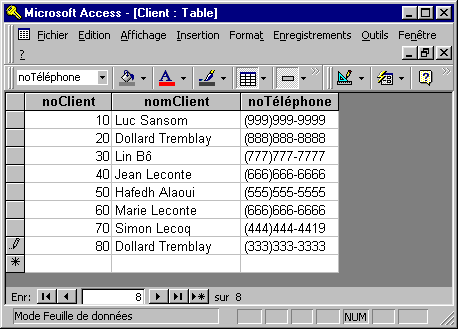 Microsoft Access - [Client : Table]
Fichier Edition Affichage Insertion Format Enregistrements Outils Fenêtre
?
noTéléphone
noClient nomClient noTéléphone
10 Luc Sansom (999)999-9999
20 Dollard Tremblay (888)888-8888
30 Lin Bô (777)777-7777
40 Jean Leconte (666)666-6666
50 Hafedh Alaoui (555)555-5555
60 Marie Leconte (666)666-6666
70 Simon Lecoq (444)444-4419
80 Dollard Tremblay (333)333-3333
Enr: 8 sur 8
Mode Feuille de données NUM